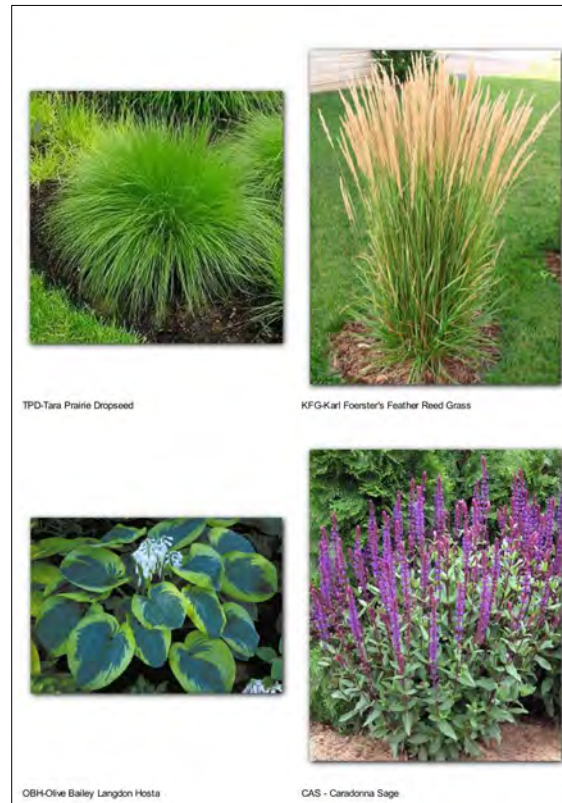 TPD-Tara Prairie Dropseed
KFG-Karl Foerster's Feather Reed Grass
OBH-Olive Bailey Langdon Hosta
CAS - Caradonna Sage